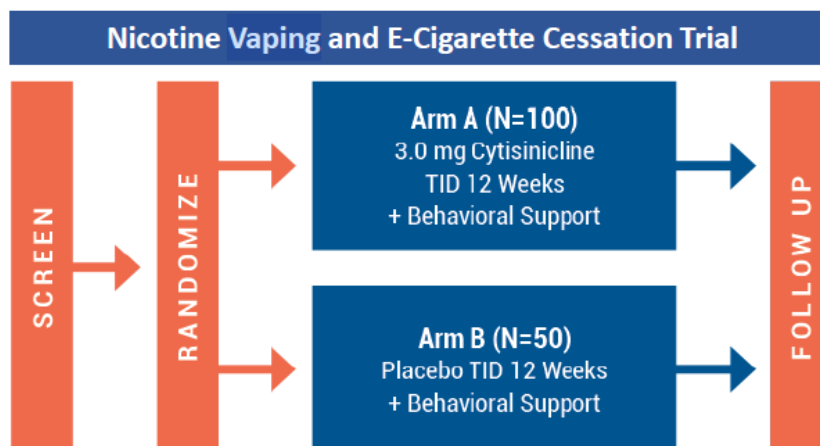 Nicotine Vaping and E-Cigarette Cessation Trial
SCREEN
RANDOMIZE
Arm A (N=100)
3.0 mg Cytisinicline
TID 12 Weeks
+ Behavioral Support
Arm B (N=50)
Placebo TID 12 Weeks
+ Behavioral Support
FOLLOW UP